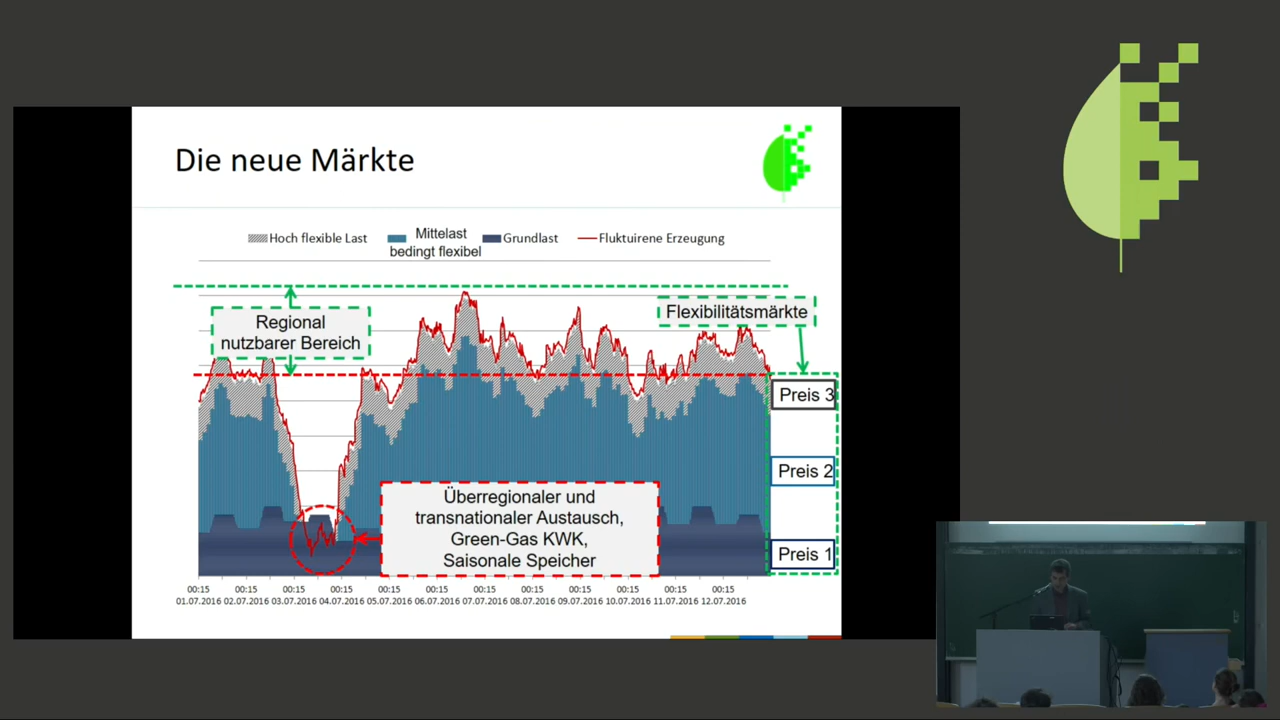 Die neue Märkte
Hoch flexible Last
Mittelast
bedingt flexibel
Grundlast
Fluktuirene Erzeugung
Regional
nutzbarer Bereich
Flexibilitätsmärkte
Preis 3
Preis 2
Preis 1
Überregionaler und
transnationaler Austausch,
Green-Gas KWK,
Saisonale Speicher
00:15 00:15 00:15 00:15 00:15 00:15 00:15 00:15 00:15 00:15 00:15 00:15
01.07.2016 02.07.2016 03.07.2016 04.07.2016 05.07.2016 06.07.2016 07.07.2016 08.07.2016 09.07.2016 10.07.2016 11.07.2016 12.07.2016